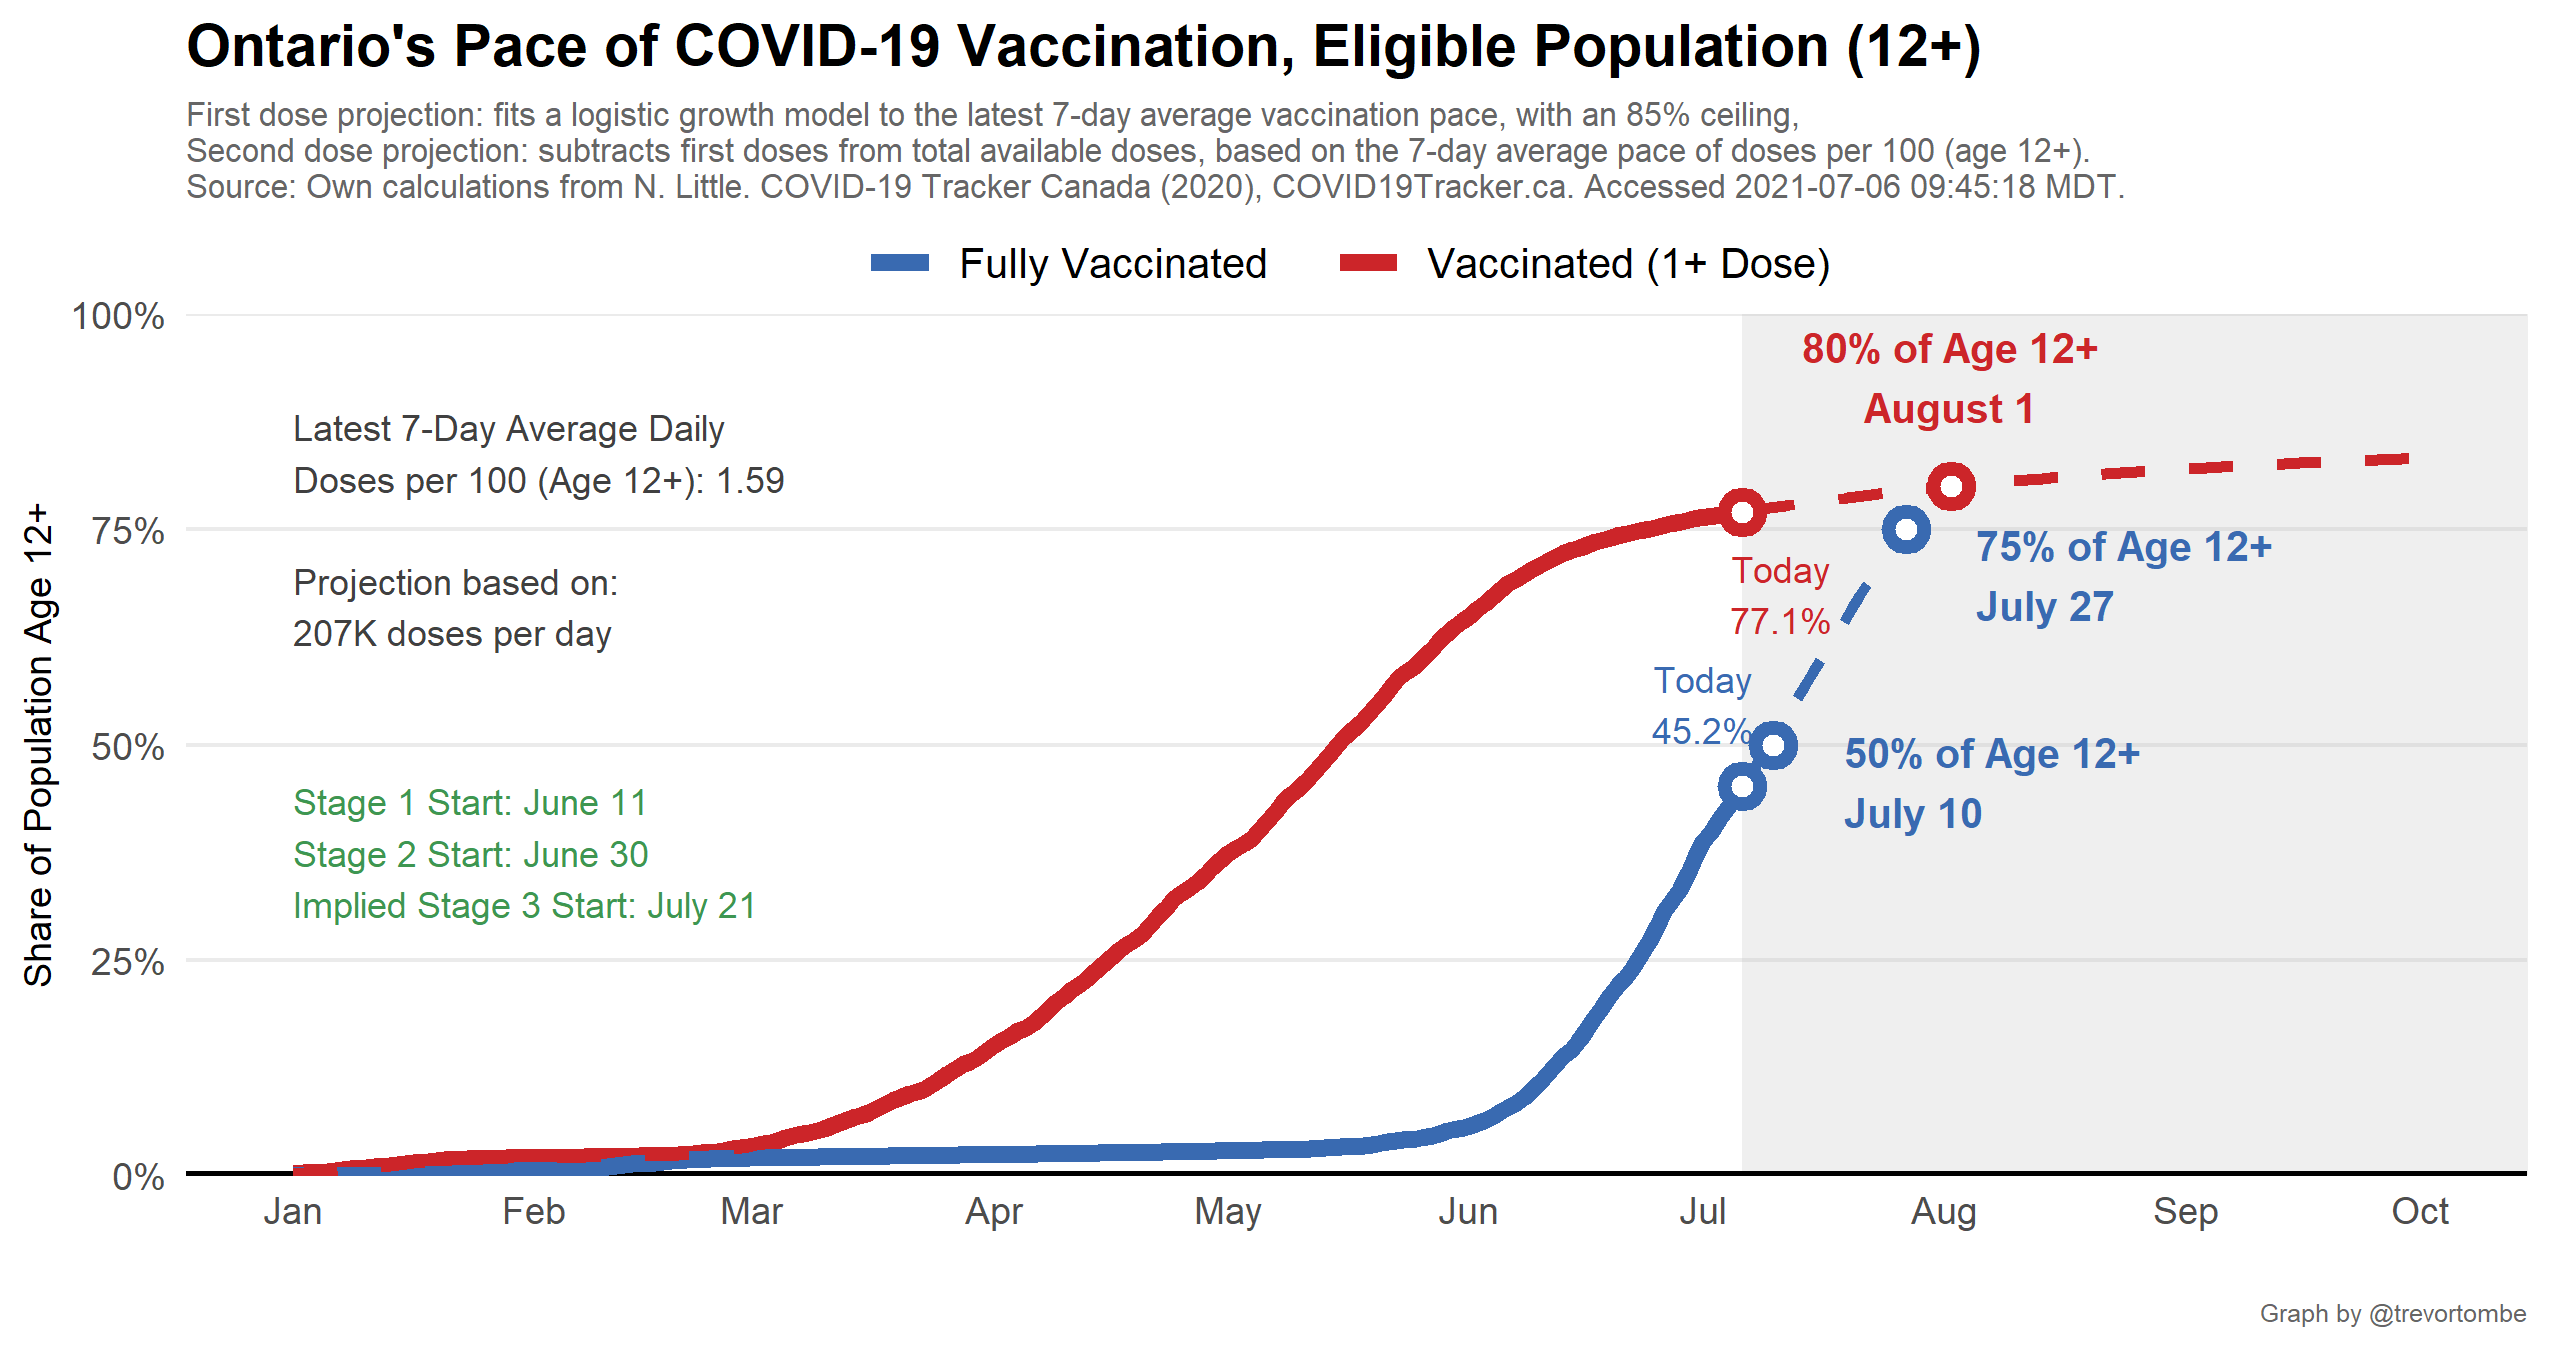 Ontario's Pace of COVID-19 Vaccination, Eligible Population (12+)
First dose projection: fits a logistic growth model to the latest 7-day average vaccination pace, with an 85% ceiling,
Second dose projection: subtracts first doses from total available doses, based on the 7-day average pace of doses per 100 (age 12+).
Source: Own calculations from N. Little. COVID-19 Tracker Canada (2020), COVID19Tracker.ca. Accessed 2021-07-06 09:45:18 MDT.
Fully Vaccinated
Vaccinated (1+ Dose)
Share of Population Age 12+
100%
75%
50%
25%
0%
Latest 7-Day Average Daily
Doses per 100 (Age 12+): 1.59
Projection based on:
207K doses per day
Stage 1 Start: June 11
Stage 2 Start: June 30
Implied Stage 3 Start: July 21
80% of Age 12+
August 1
Today
77.1%
75% of Age 12+
July 27
Today
45.2%
50% of Age 12+
July 10
Jan
Feb
Mar
Apr
May
Jun
Jul
Aug
Sep
Oct
Graph by @trevortombe